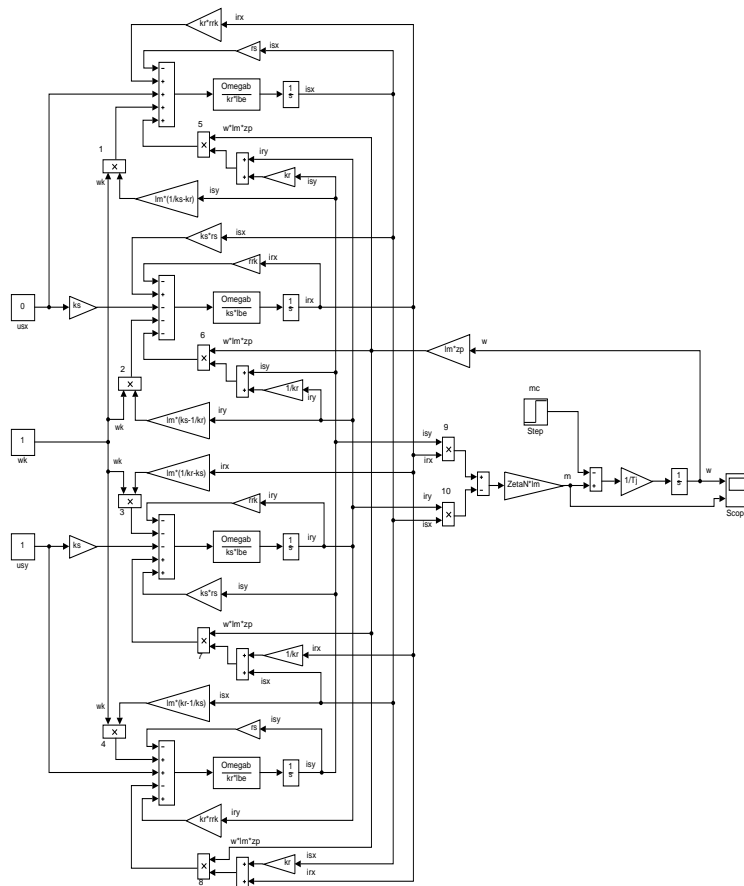 kr*rrk
irx
rs
isx
Omegab
kr*lbe
1
s
isx
5
w*lm*zp
×
iry
1
×
kr
isy
wk
lm*(1/ks-kr)
isy
ks*rs
isx
rrk
irx
0
ks
Omegab
ks*lbe
1
s
irx
usx
6
w*lm*zp
×
lm*zp
w
isy
2
×
1/kr
iry
mc
wk
lm*(ks-1/kr)
iry
Step
1
wk
9
isy
×
irx
wk
lm*(1/kr-ks)
irx
m
w
ZetaN*lm
1/Tj
1
s
Scop
×
3
rrk
iry
iry
10
×
isx
1
ks
Omegab
ks*lbe
1
s
iry
usy
ks*rs
isy
w*lm*zp
×
7
1/kr
irx
isx
lm*(kr-1/ks)
isx
wk
×
4
rs
isy
Omegab
kr*lbe
1
s
isy
kr*rrk
iry
w*lm*zp
×
8
kr
isx
irx